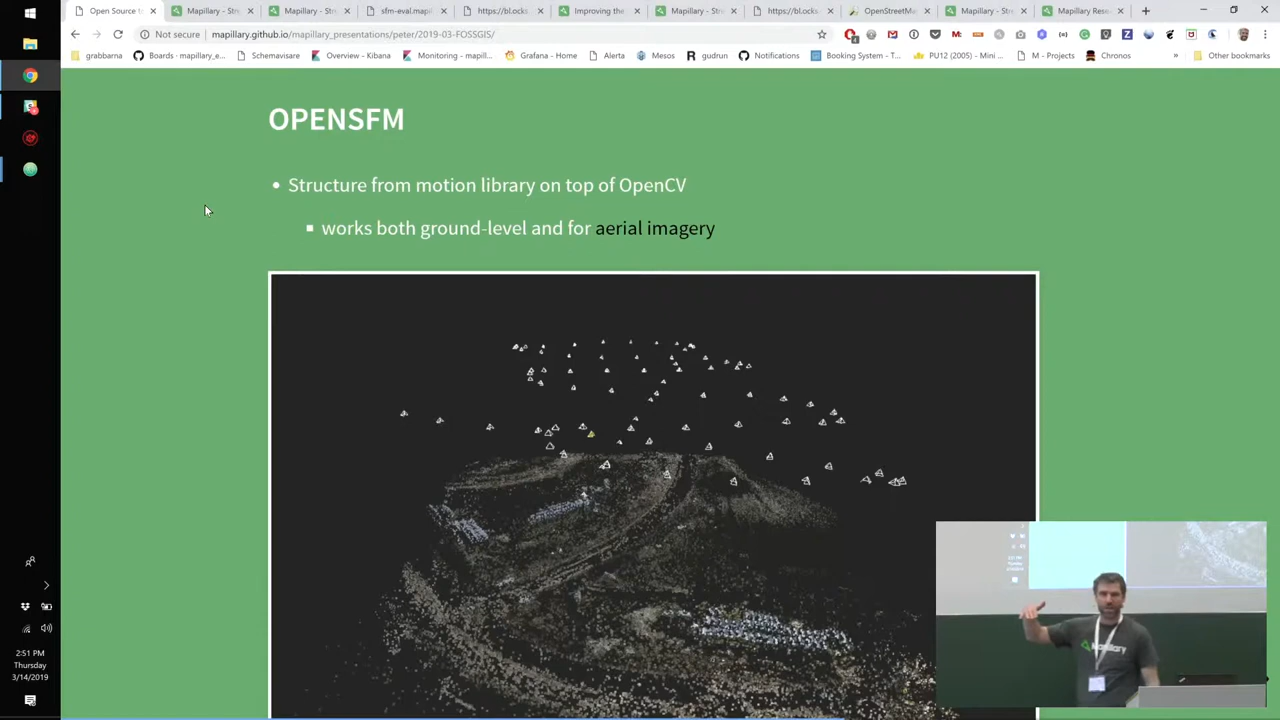 Open Source t
Mapillary - Str
Mapillary - Str
sfm-eval.mapil
https://bl.ocks
Improving the
Mapillary - Str
https://bl.ocks
OpenStreetMa
Mapillary - Str
Mapillary Rese
Not secure
mapillary.github.io/mapillary_presentations/peter/2019-03-FOSSGIS/
grabbarna
Boards · mapillary_e...
Schemavisare
Overview - Kibana
Monitoring - mapill...
Grafana - Home
Alerta
Mesos
gudrun
Notifications
Booking System - T...
PU12 (2005) - Mini ...
M - Projects
Chronos
Other bookmarks
OPENSFM
Structure from motion library on top of OpenCV
works both ground-level and for aerial imagery
2:51 PM
Thursday
3/14/2019
Mapillary